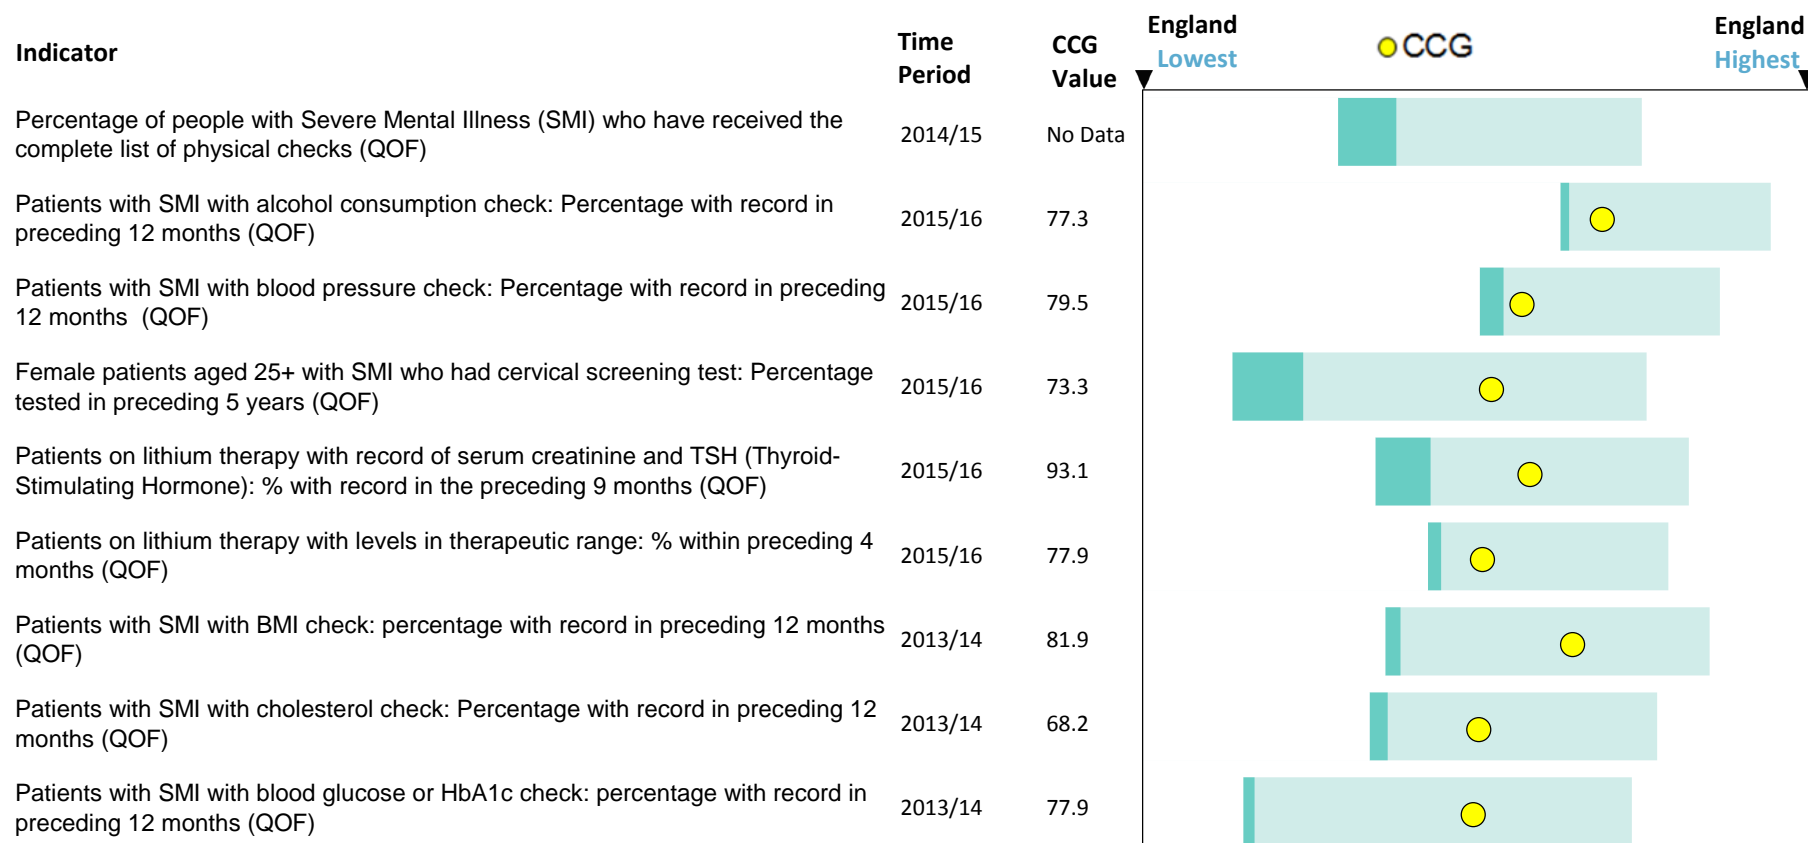 Indicator
Time
Period
CCG
Value
England
Lowest
CCG
England
Highest
Percentage of people with Severe Mental Illness (SMI) who have received the
complete list of physical checks (QOF)
2014/15
No Data
Patients with SMI with alcohol consumption check: Percentage with record in
preceding 12 months (QOF)
2015/16
77.3
Patients with SMI with blood pressure check: Percentage with record in preceding
12 months  (QOF)
2015/16
79.5
Female patients aged 25+ with SMI who had cervical screening test: Percentage
tested in preceding 5 years (QOF)
2015/16
73.3
Patients on lithium therapy with record of serum creatinine and TSH (Thyroid-
Stimulating Hormone): % with record in the preceding 9 months (QOF)
2015/16
93.1
Patients on lithium therapy with levels in therapeutic range: % within preceding 4
months (QOF)
2015/16
77.9
Patients with SMI with BMI check: percentage with record in preceding 12 months
(QOF)
2013/14
81.9
Patients with SMI with cholesterol check: Percentage with record in preceding 12
months (QOF)
2013/14
68.2
Patients with SMI with blood glucose or HbA1c check: percentage with record in
preceding 12 months (QOF)
2013/14
77.9